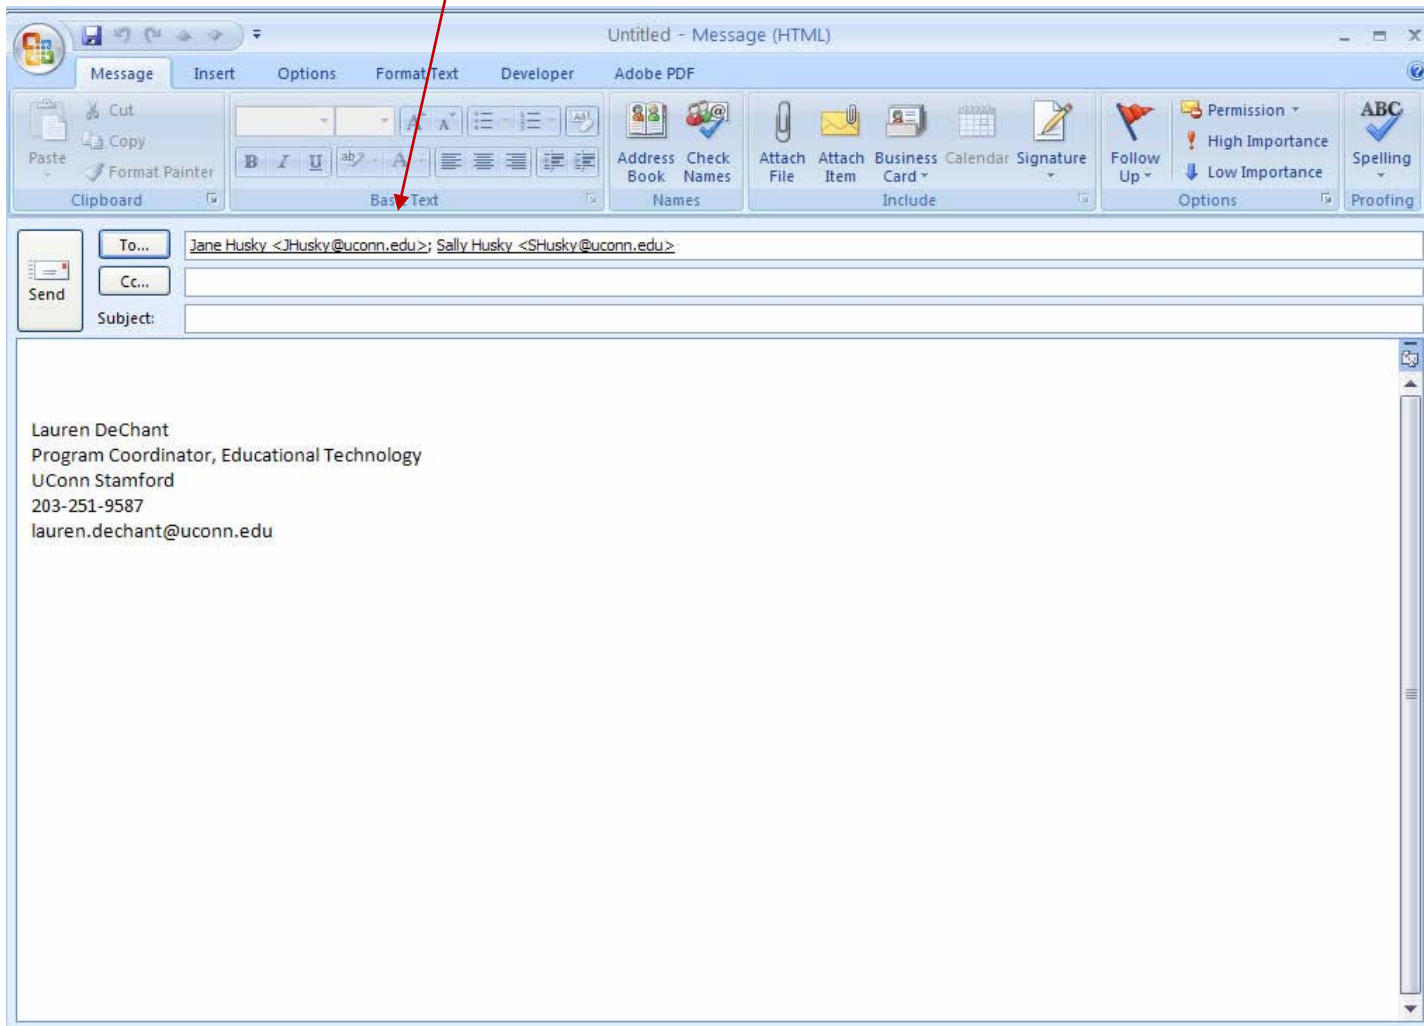 Untitled - Message (HTML)
Message Insert Options Format Text Developer Adobe PDF
Cut
Copy
Format Painter
Paste
Clipboard
A A
B I U ab A
Basic Text
Address Book
Check Names
Names
Attach File
Attach Item
Business Card
Calendar
Signature
Include
Follow Up
Permission
High Importance
Low Importance
Options
ABC
Spelling
Proofing
Send
To... Jane Husky <JHusky@uconn.edu>; Sally Husky <SHusky@uconn.edu>
Cc...
Subject:
Lauren DeChant
Program Coordinator, Educational Technology
UConn Stamford
203-251-9587
lauren.dechant@uconn.edu